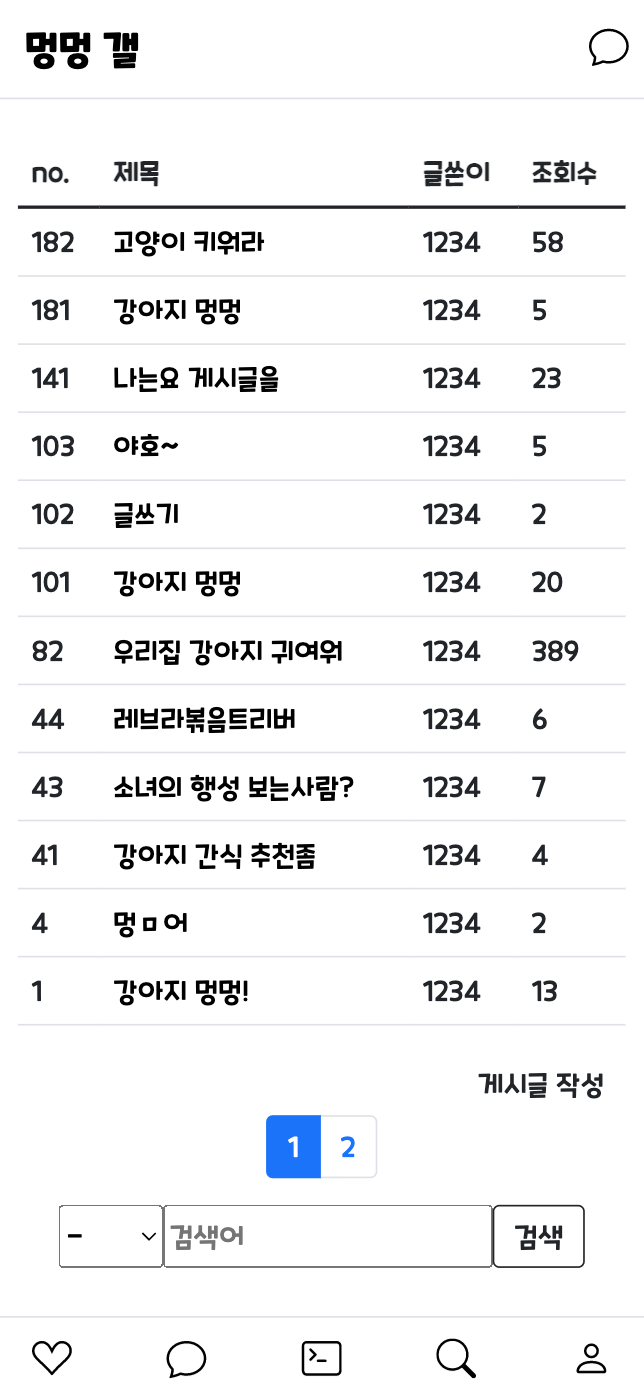 멍멍 갤
no. 제목 글쓴이 조회수
182 고양이 키워라 1234 58
181 강아지 멍멍 1234 5
141 나는요 게시글을 1234 23
103 야호~ 1234 5
102 글쓰기 1234 2
101 강아지 멍멍 1234 20
82 우리집 강아지 귀여워 1234 389
44 레브라볶음트리버 1234 6
43 소녀의 행성 보는사람? 1234 7
41 강아지 간식 추천좀 1234 4
4 멍ㅁ어 1234 2
1 강아지 멍멍! 1234 13
게시글 작성
1 2
- 검색어 검색